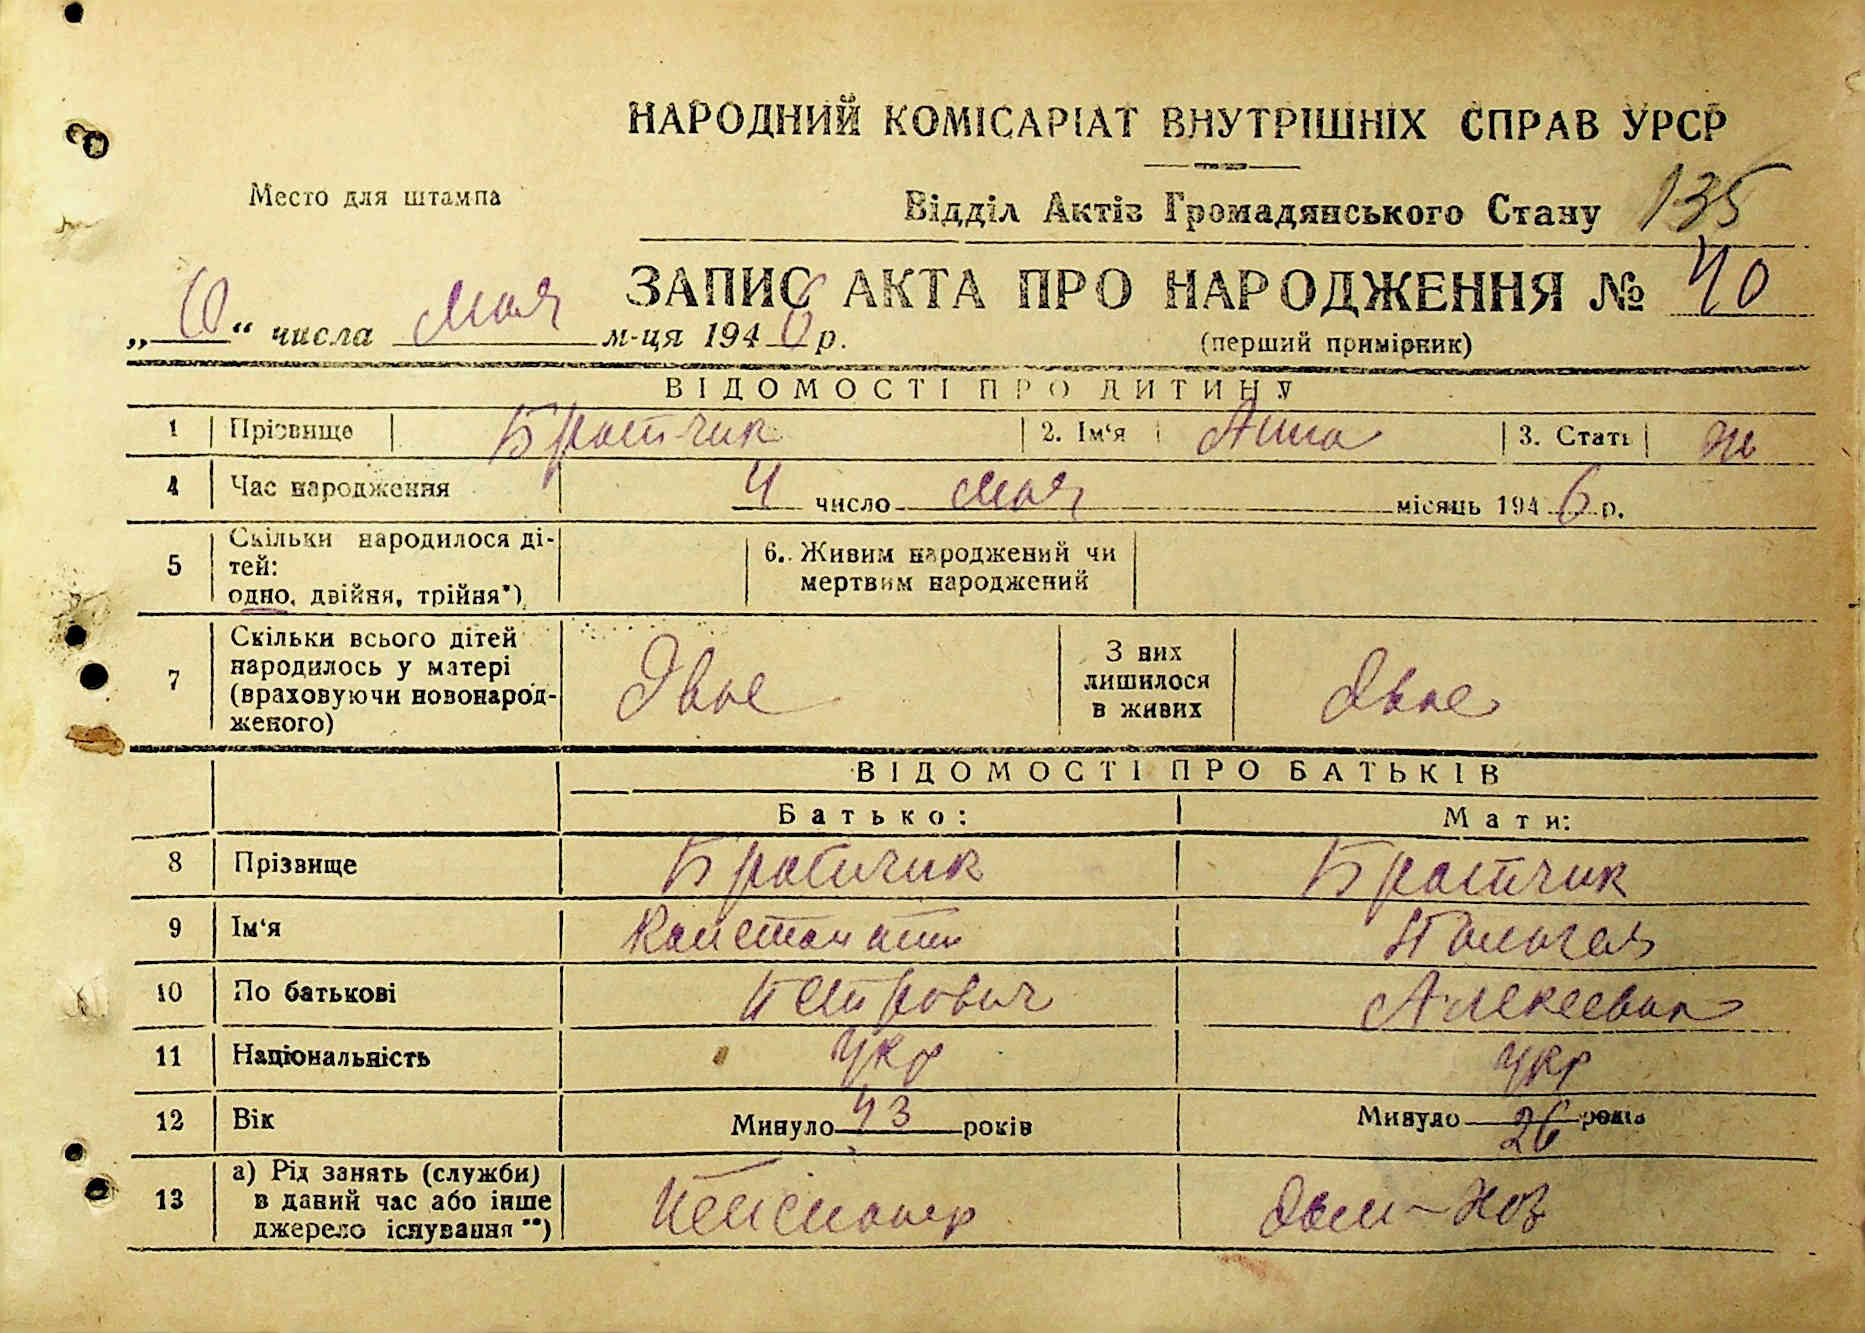 НАРОДНИЙ КОМІСАРІАТ ВНУТРІШНІХ СПРАВ УРСР
Место для штампа
Відділ Актів Громадянського Стану 135
ЗАПИС АКТА ПРО НАРОДЖЕННЯ № 40
„10“ числа мая м-ця 1946 р.
(перший примірник)
ВІДОМОСТІ ПРО ДИТИНУ
1 Прізвище Братчик 2. Ім‘я Анна 3. Стать ж
4 Час народження 4 число мая місяць 1946 р.
5 Скільки народилося ді-
тей:
одно, двійня, трійня*)
6. Живим народжений чи
мертвим народжений
7 Скільки всього дітей
народилось у матері
(враховуючи новонарод-
женого)
Двое
З них
лишилося
в живих
Двое
ВІДОМОСТІ ПРО БАТЬКІВ
Батько: Мати:
8 Прізвище Братчик Братчик
9 Ім‘я Константин Палагея
10 По батькові Петрович Алексеевна
11 Національність укр укр
12 Вік Минуло 43 років Минуло 26 років
13 а) Рід занять (служби)
в даний час або інше
джерело існування **)
Пенсионер
дом-хоз